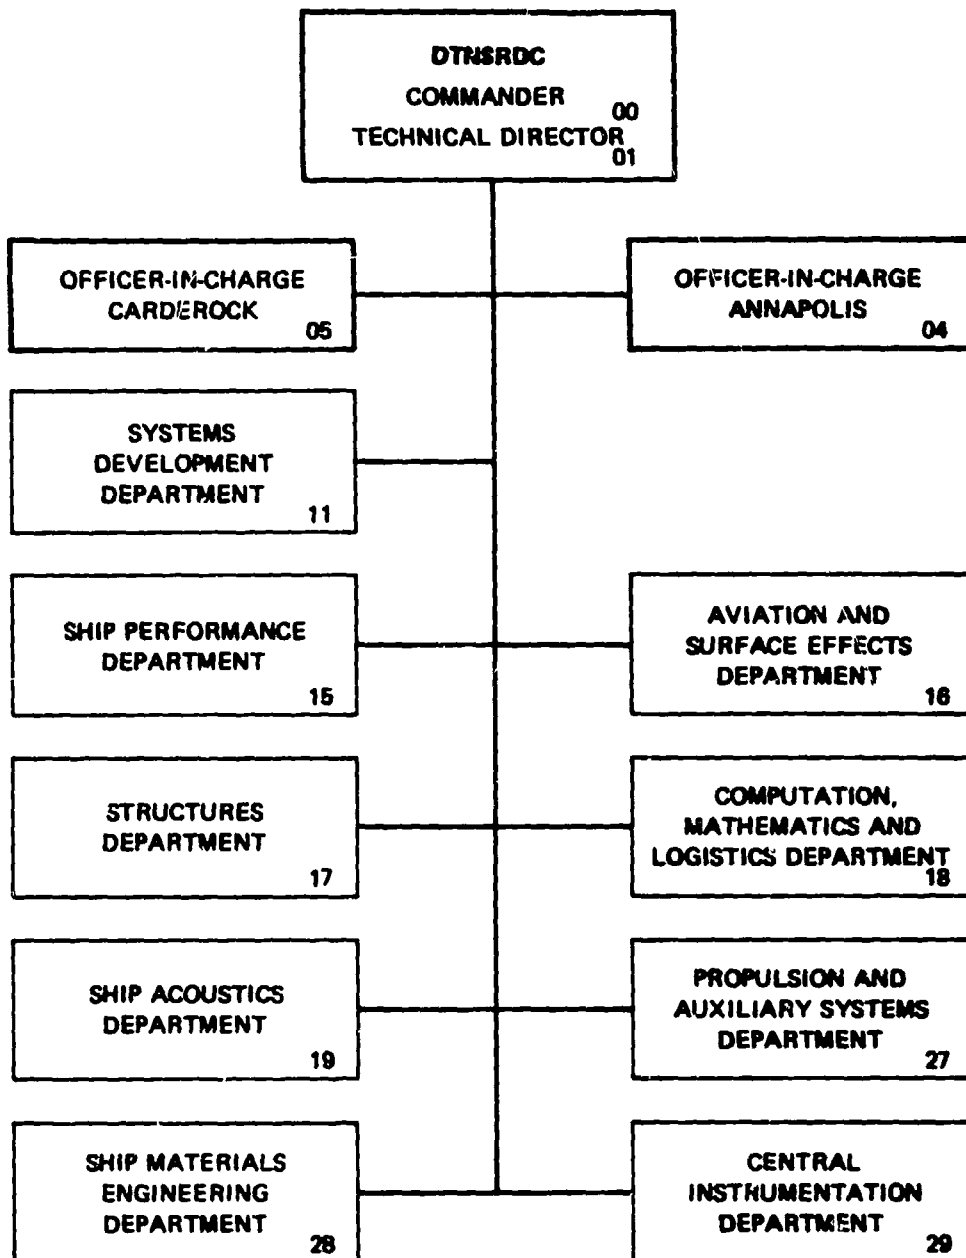 DTNSRDC
COMMANDER
00
TECHNICAL DIRECTOR
01
OFFICER-IN-CHARGE
CARDEROCK
05
OFFICER-IN-CHARGE
ANNAPOLIS
04
SYSTEMS
DEVELOPMENT
DEPARTMENT
11
SHIP PERFORMANCE
DEPARTMENT
15
AVIATION AND
SURFACE EFFECTS
DEPARTMENT
16
STRUCTURES
DEPARTMENT
17
COMPUTATION,
MATHEMATICS AND
LOGISTICS DEPARTMENT
18
SHIP ACOUSTICS
DEPARTMENT
19
PROPULSION AND
AUXILIARY SYSTEMS
DEPARTMENT
27
SHIP MATERIALS
ENGINEERING
DEPARTMENT
28
CENTRAL
INSTRUMENTATION
DEPARTMENT
29